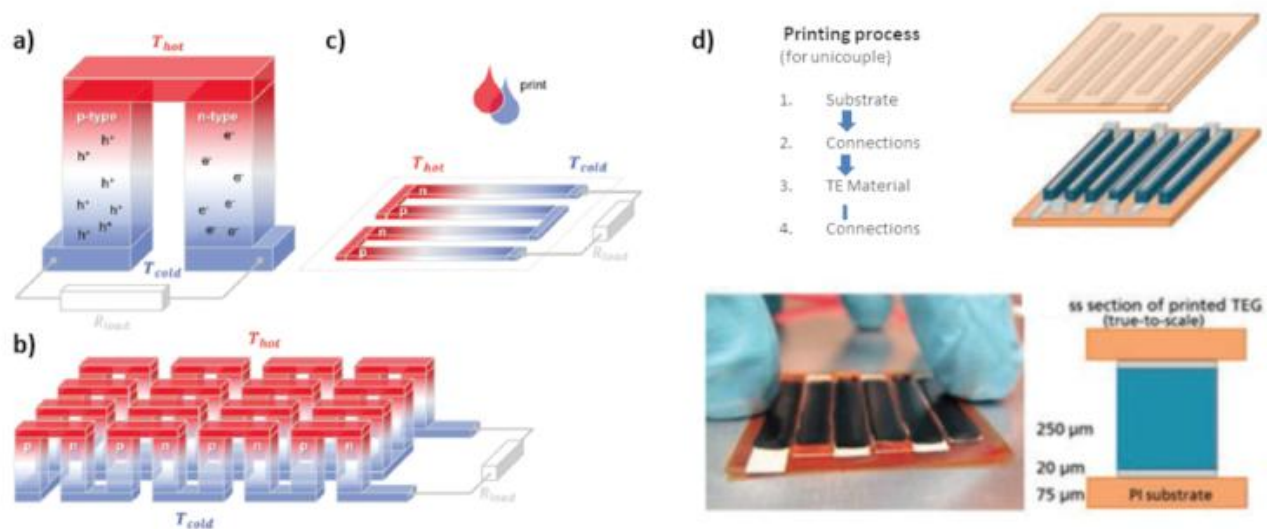 a)
T_hot
p-type
n-type
h⁺
h⁺
h⁺
h⁺
h⁺
h⁺
h⁺
e⁻
e⁻
e⁻
e⁻
e⁻
e⁻
e⁻
T_cold
R_load
b)
T_hot
p n p n p n p n
R_load
T_cold
c)
print
T_hot
T_cold
n
p
n
p
R_load
d)
Printing process
(for unicouple)
1. Substrate
2. Connections
3. TE Material
4. Connections
ss section of printed TEG
(true-to-scale)
250 µm
20 µm
75 µm
PI substrate